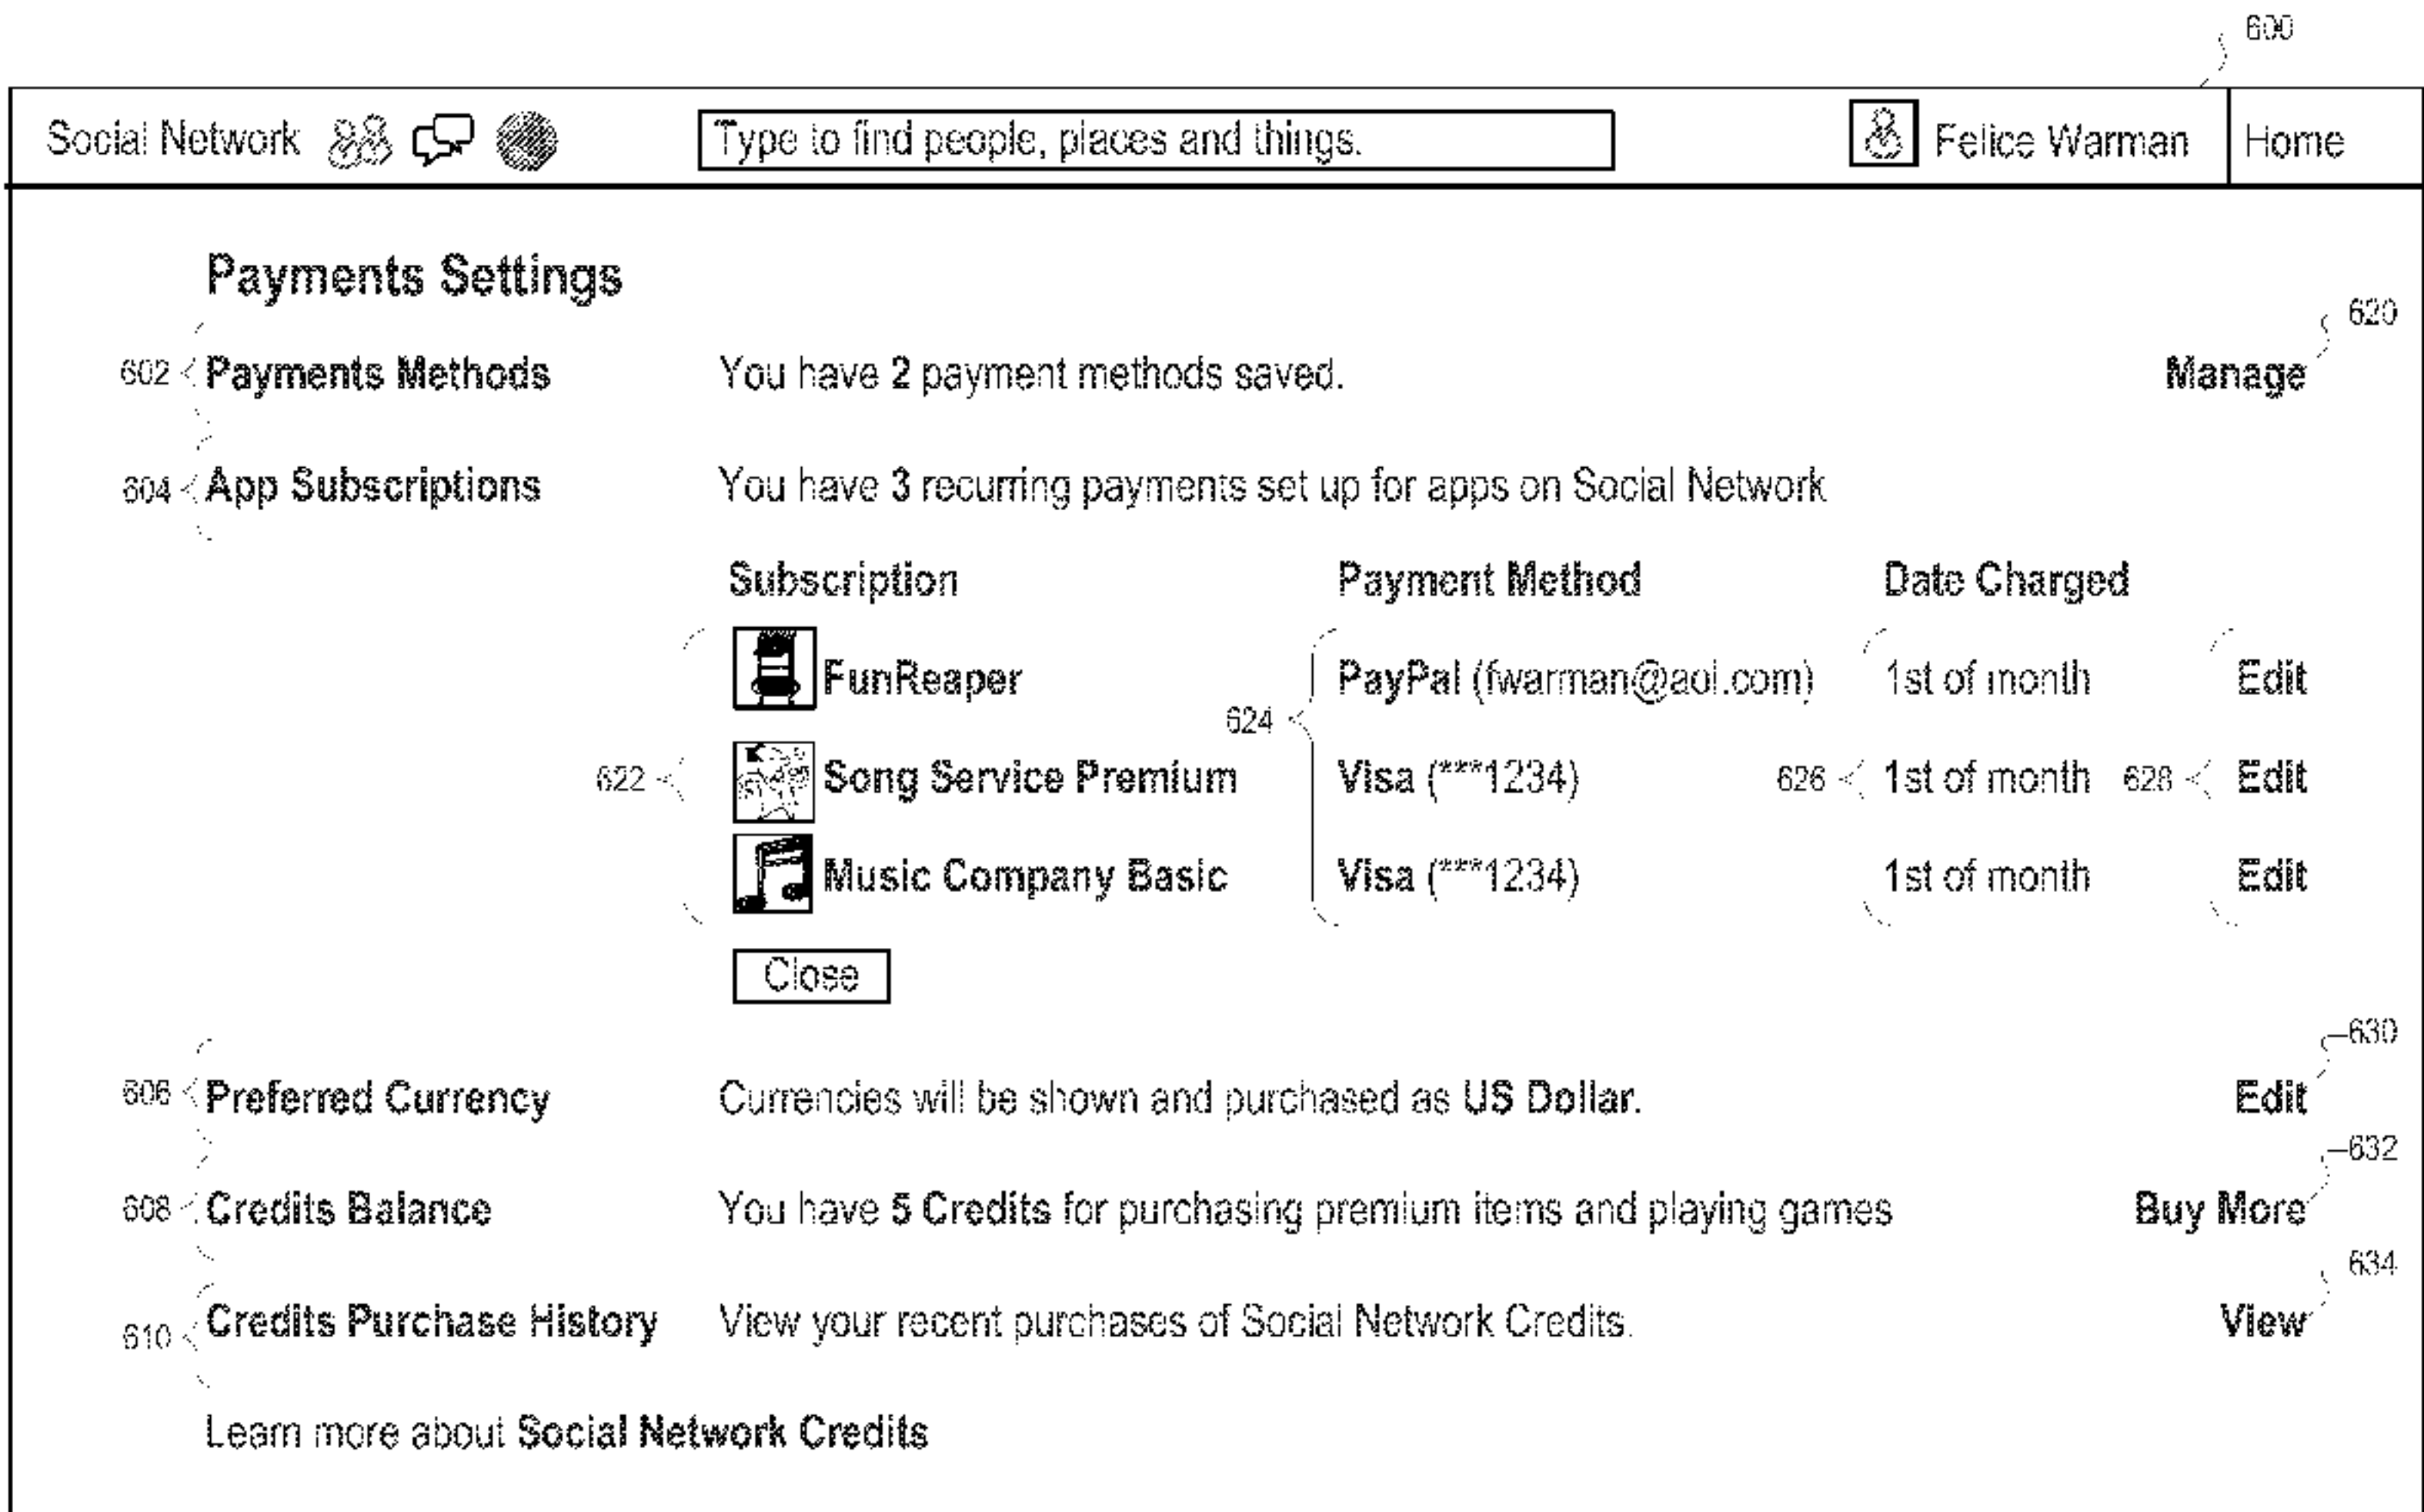 600
Social Network Type to find people, places and things. Felice Warman Home
Payments Settings
620
602 Payments Methods You have 2 payment methods saved. Manage
604 App Subscriptions You have 3 recurring payments set up for apps on Social Network
Subscription Payment Method Date Charged
FunReaper PayPal (fwarman@aol.com) 1st of month Edit
624
622 Song Service Premium Visa (***1234) 626 1st of month 628 Edit
Music Company Basic Visa (***1234) 1st of month Edit
Close
630
606 Preferred Currency Currencies will be shown and purchased as US Dollar. Edit
632
608 Credits Balance You have 5 Credits for purchasing premium items and playing games Buy More
634
610 Credits Purchase History View your recent purchases of Social Network Credits. View
Learn more about Social Network Credits